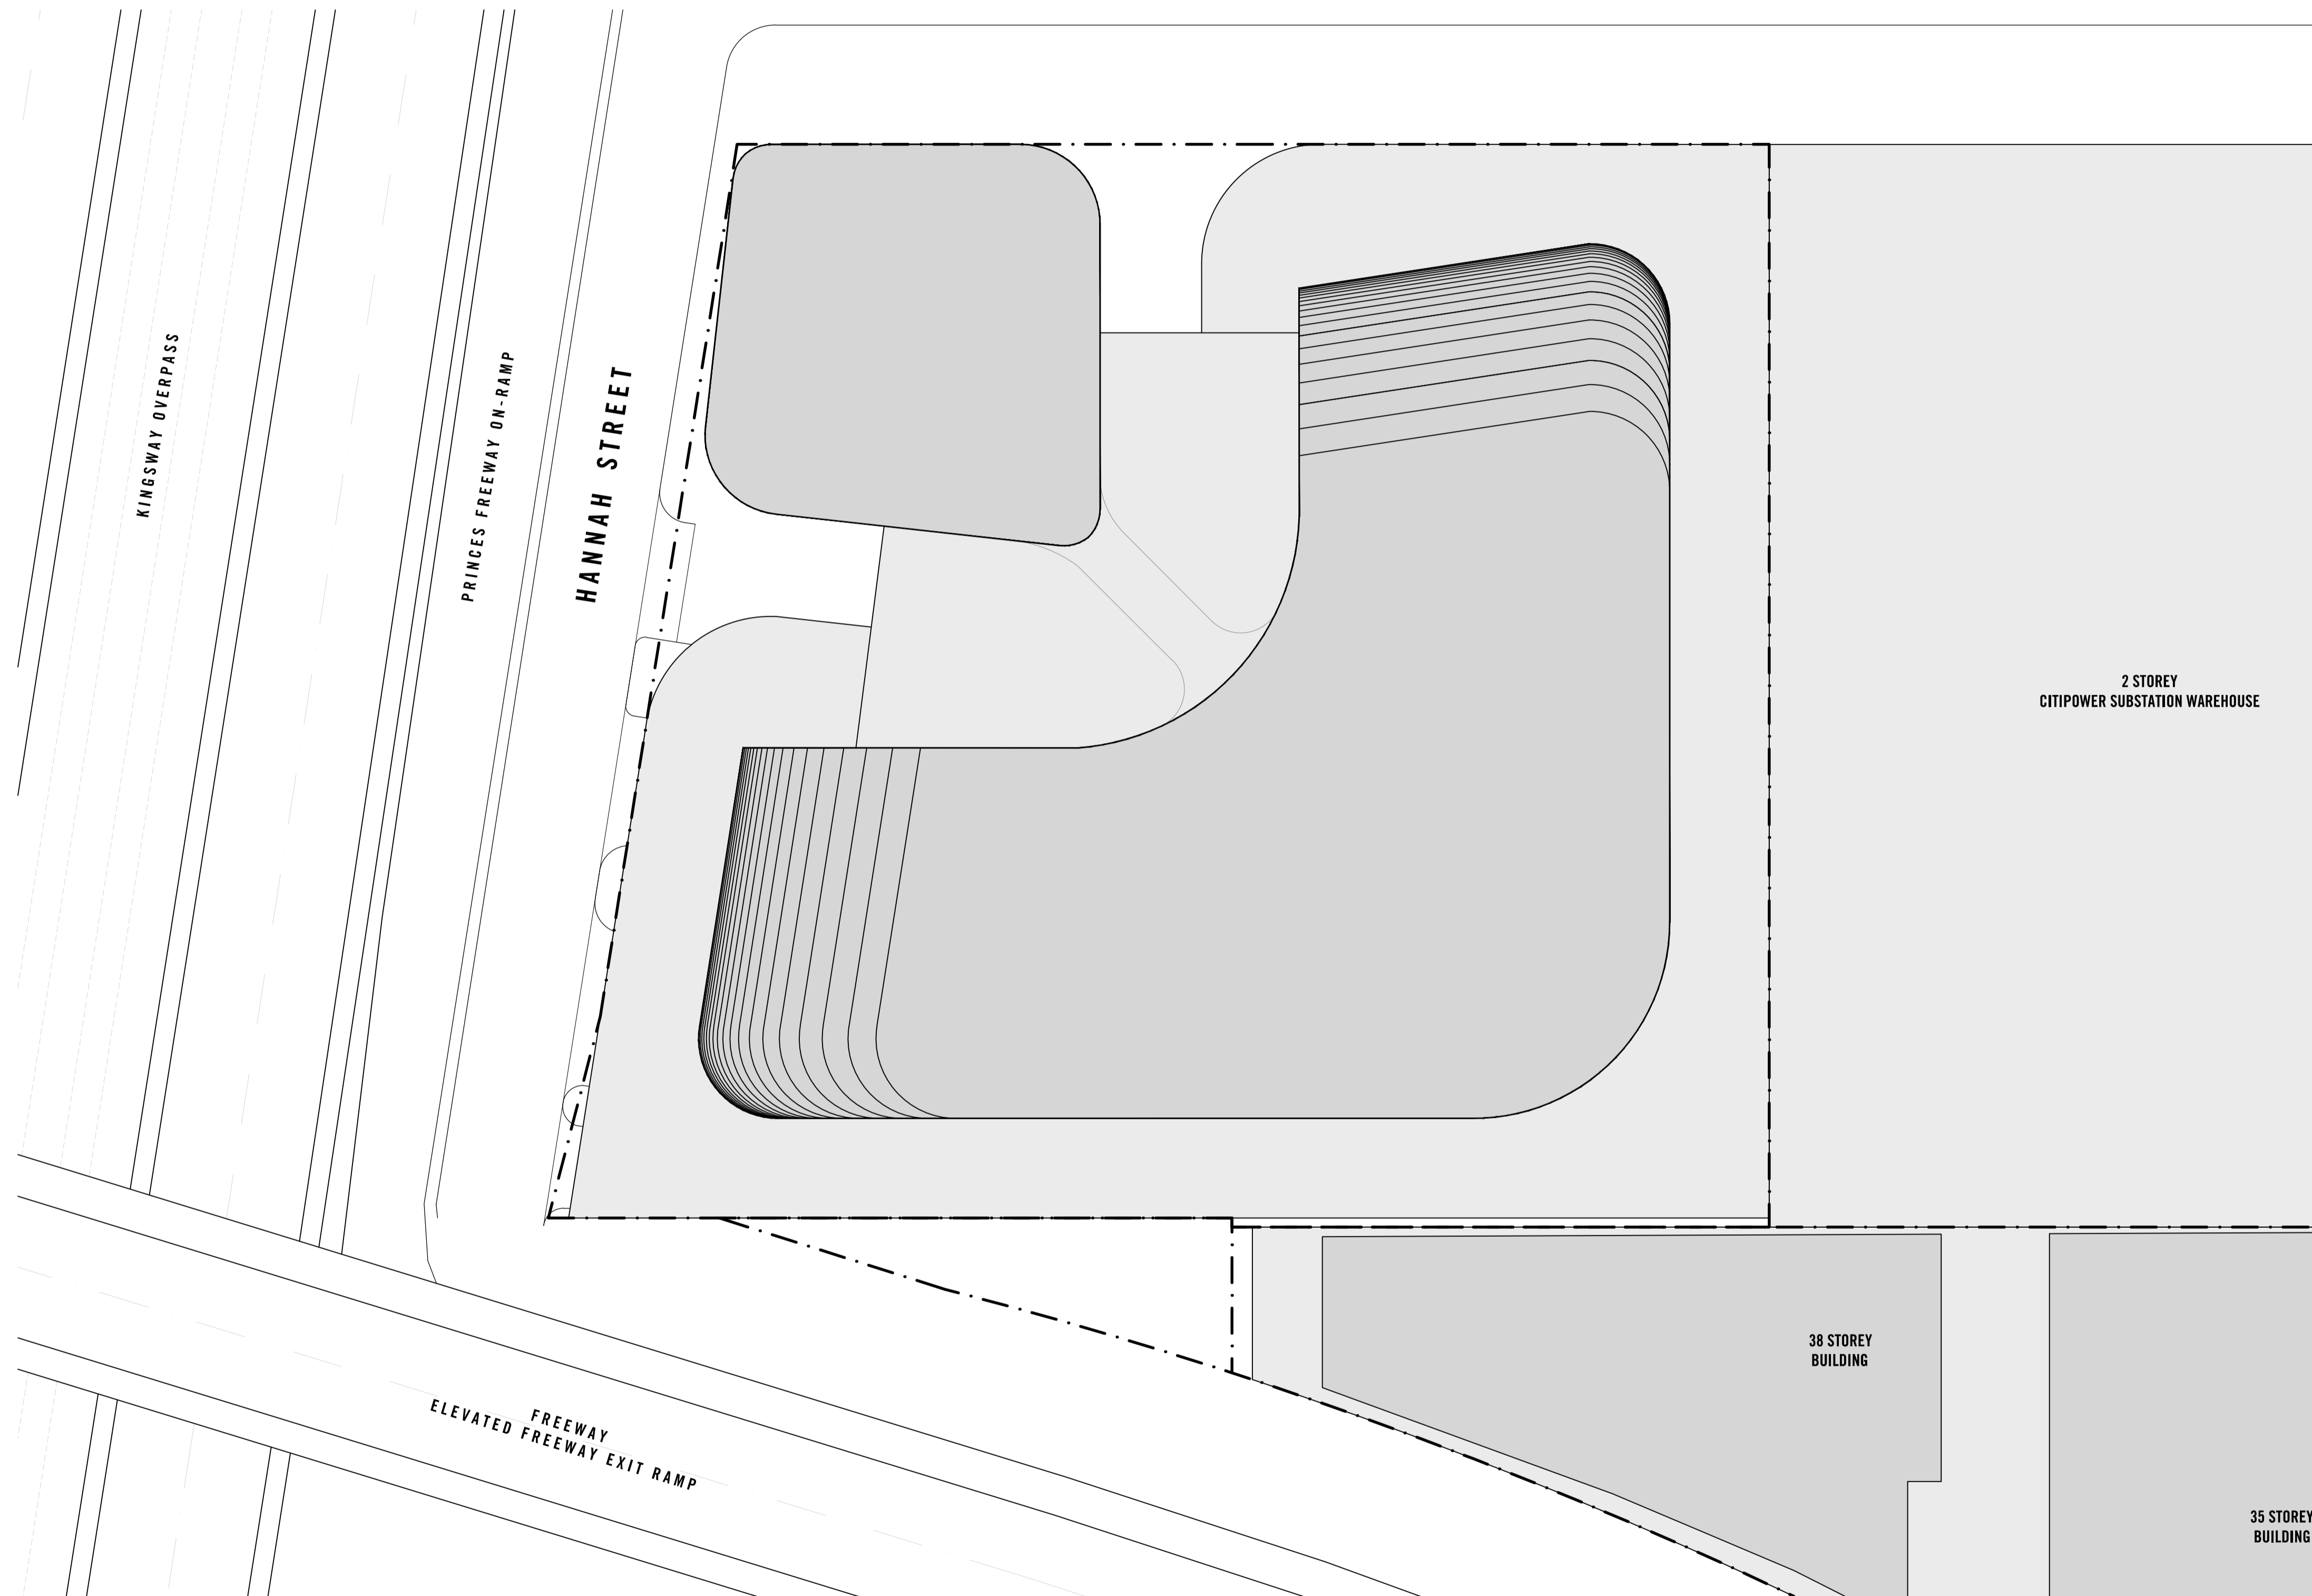 KINGSWAY OVERPASS
PRINCES FREEWAY ON-RAMP
HANNAH STREET
2 STOREY
CITIPOWER SUBSTATION WAREHOUSE
38 STOREY
BUILDING
FREEWAY
ELEVATED FREEWAY EXIT RAMP
35 STOREY
BUILDING